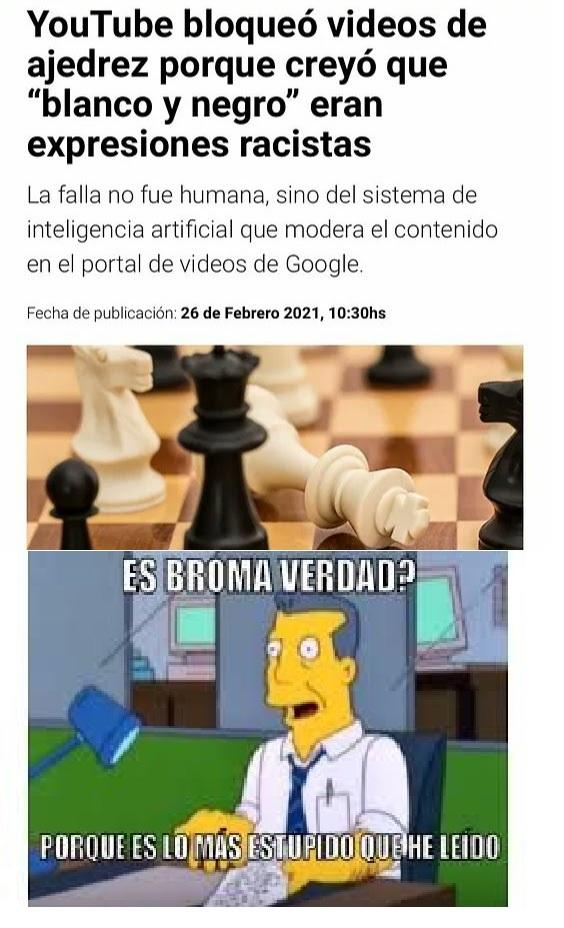 YouTube bloqueó videos de
ajedrez porque creyó que
“blanco y negro” eran
expresiones racistas
La falla no fue humana, sino del sistema de
inteligencia artificial que modera el contenido
en el portal de videos de Google.
Fecha de publicación: 26 de Febrero 2021, 10:30hs
ES BROMA VERDAD?
PORQUE ES LO MÁS ESTUPIDO QUE HE LEÍDO